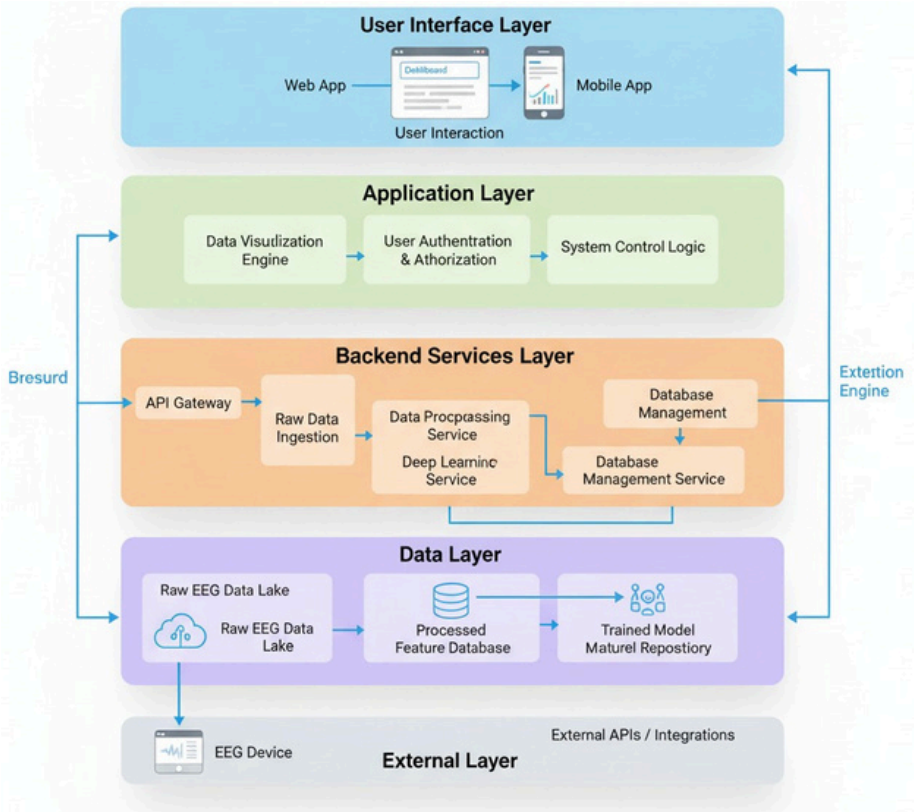 User Interface Layer
Web App
Dehlboard
Mobile App
User Interaction
Application Layer
Data Visudization
Engine
User Authentration
& Athorization
System Control Logic
Bresurd
Backend Services Layer
Extettion
Engine
API Gateway
Raw Data
Ingestion
Data Procpassing
Service
Deep Learninc
Service
Database
Management
Database
Management Service
Data Layer
Raw EEG Data Lake
Raw EEG Data
Lake
Processed
Feature Database
Trained Model
Maturel Repostiory
EEG Device
External APIs / Integrations
External Layer